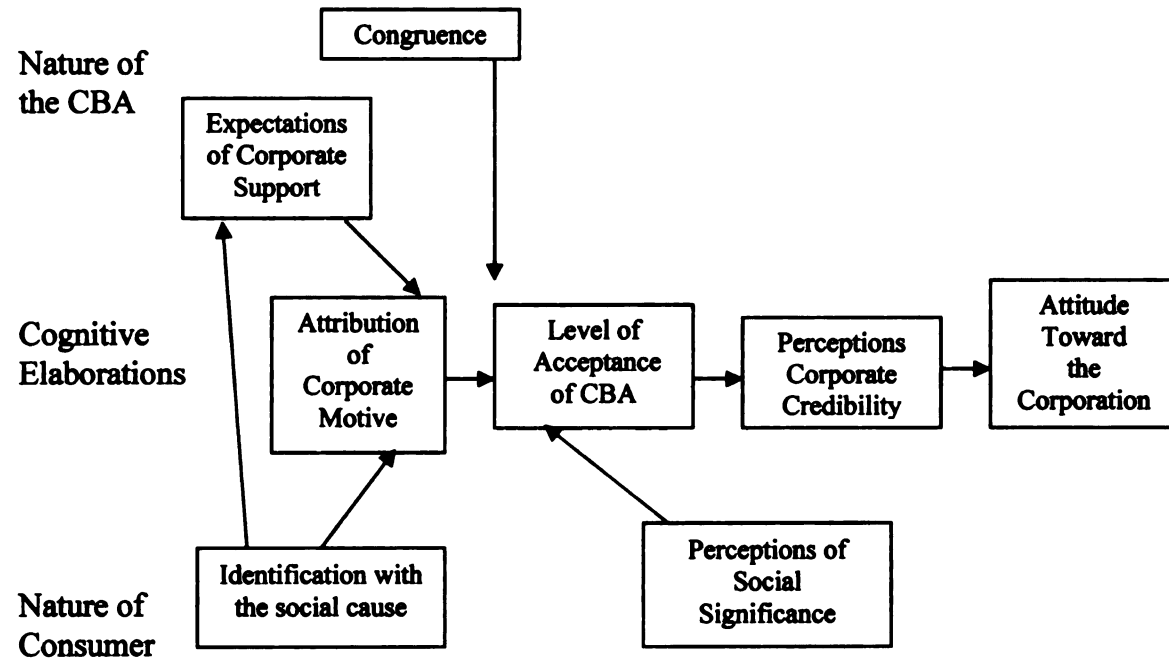 Congruence
Nature of
the CBA
Expectations
of Corporate
Support
Cognitive
Elaborations
Attribution
of
Corporate
Motive
Level of
Acceptance
of CBA
Perceptions
Corporate
Credibility
Attitude
Toward
the
Corporation
Nature of
Consumer
Identification with
the social cause
Perceptions of
Social
Significance